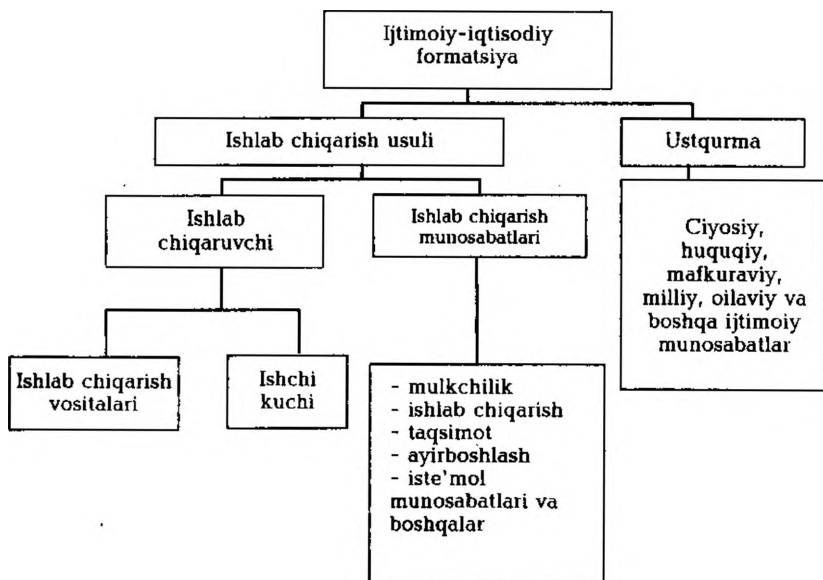 Ijtimoiy-iqtisodiy
formatsiya
Ishlab chiqarish usuli
Ustqurma
Ishlab
chiqaruvchi
Ishlab chiqarish
munosabatlari
Ciyosiy,
huquqiy,
mafkuraviy,
milliy, oilaviy va
boshqa ijtimoiy
munosabatlar
Ishlab chiqarish
vositalari
Ishchi
kuchi
- mulkchilik
- ishlab chiqarish
- taqsimot
- ayirboshlash
- iste'mol
munosabatlari va
boshqalar